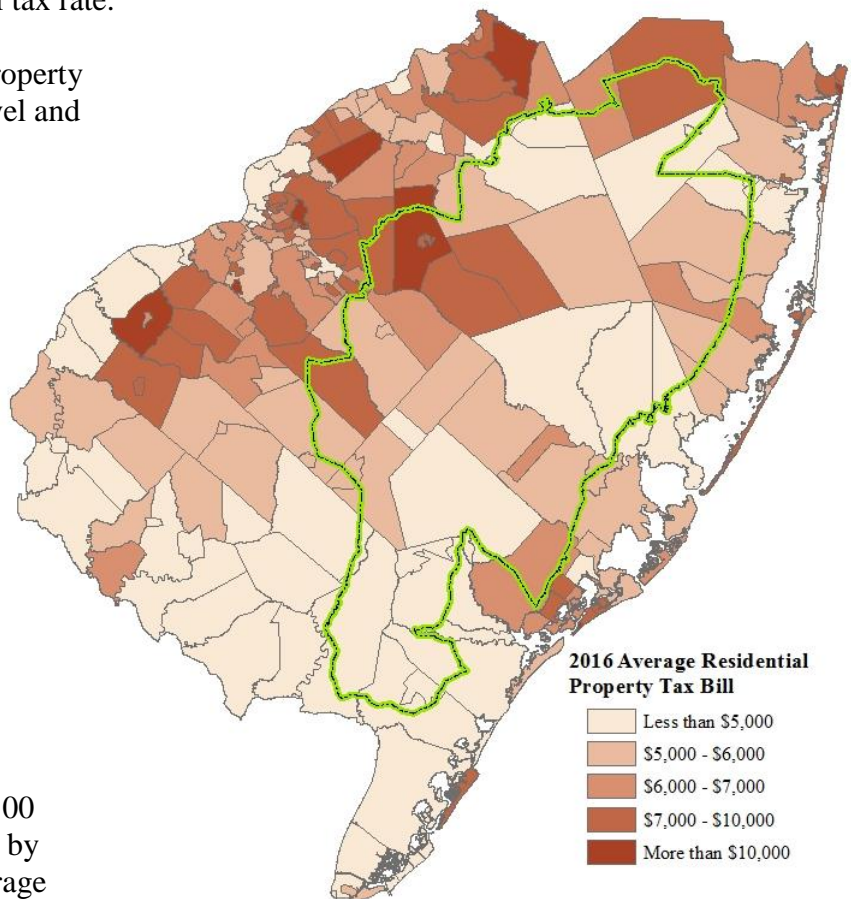 tax rate.
roperty
vel and
2016 Average Residential
Property Tax Bill
Less than $5,000
$5,000 - $6,000
$6,000 - $7,000
$7,000 - $10,000
More than $10,000
00
by
rage